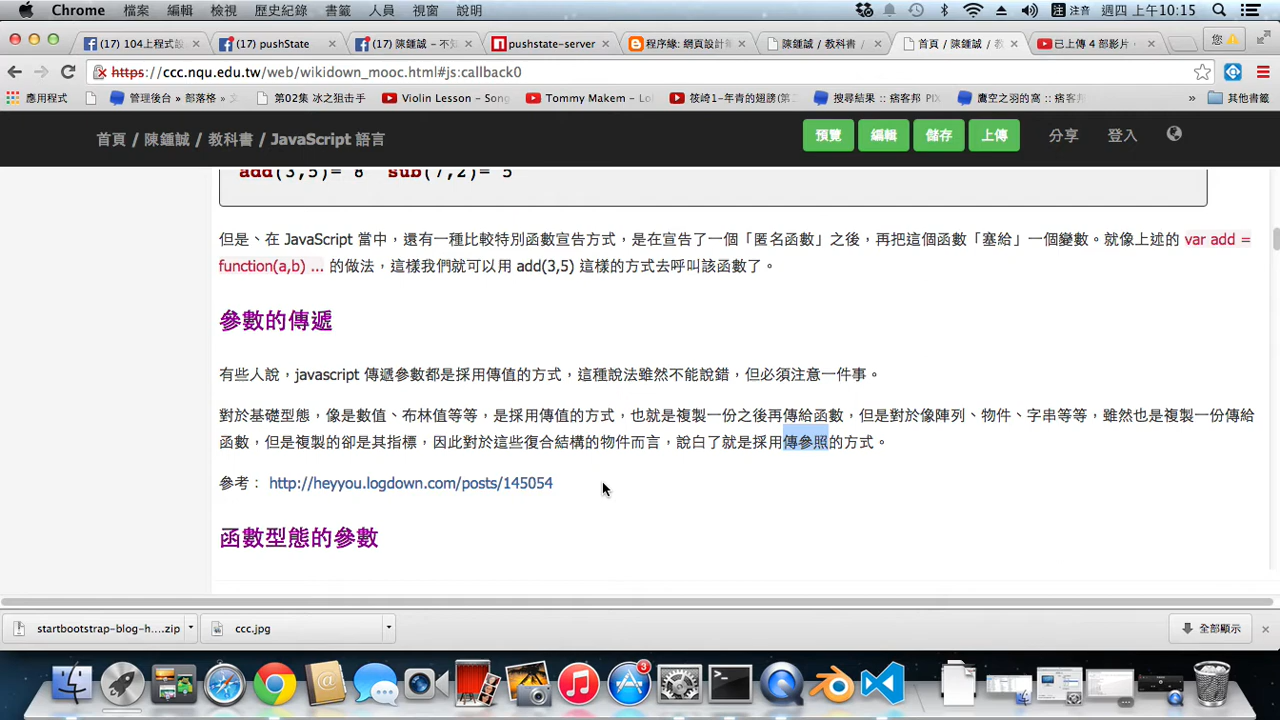 Chrome 檔案 編輯 檢視 歷史紀錄 書籤 人員 視窗 說明 注 注音 週四 上午10:15
(17) 104上程式設 (17) pushState (17) 陳鍾誠 - 不知 pushstate-server 程序緣: 網頁設計 陳鍾誠 / 教科書 / 首頁 / 陳鍾誠 / 教 已上傳 4 部影片 您
https://ccc.nqu.edu.tw/web/wikidown_mooc.html#js:callback0
應用程式 管理後台 » 部落格 » 第02集 冰之狙击手 Violin Lesson - Song Tommy Makem - Lo 筱崎1-年青的翅膀(第二 搜尋結果 :: 痞客邦 PIX 鷹空之羽的窩 :: 痞客邦 » 其他書籤
首頁 / 陳鍾誠 / 教科書 / JavaScript 語言 預覽 編輯 儲存 上傳 分享 登入
add(3,5)= 8 sub(7,2)= 5
但是、在 JavaScript 當中，還有一種比較特別函數宣告方式，是在宣告了一個「匿名函數」之後，再把這個函數「塞給」一個變數。就像上述的 var add =
function(a,b) ... 的做法，這樣我們就可以用 add(3,5) 這樣的方式去呼叫該函數了。
參數的傳遞
有些人說，javascript 傳遞參數都是採用傳值的方式，這種說法雖然不能說錯，但必須注意一件事。
對於基礎型態，像是數值、布林值等等，是採用傳值的方式，也就是複製一份之後再傳給函數，但是對於像陣列、物件、字串等等，雖然也是複製一份傳給
函數，但是複製的卻是其指標，因此對於這些復合結構的物件而言，說白了就是採用傳參照的方式。
參考： http://heyyou.logdown.com/posts/145054
函數型態的參數
startbootstrap-blog-h....zip ccc.jpg 全部顯示
3